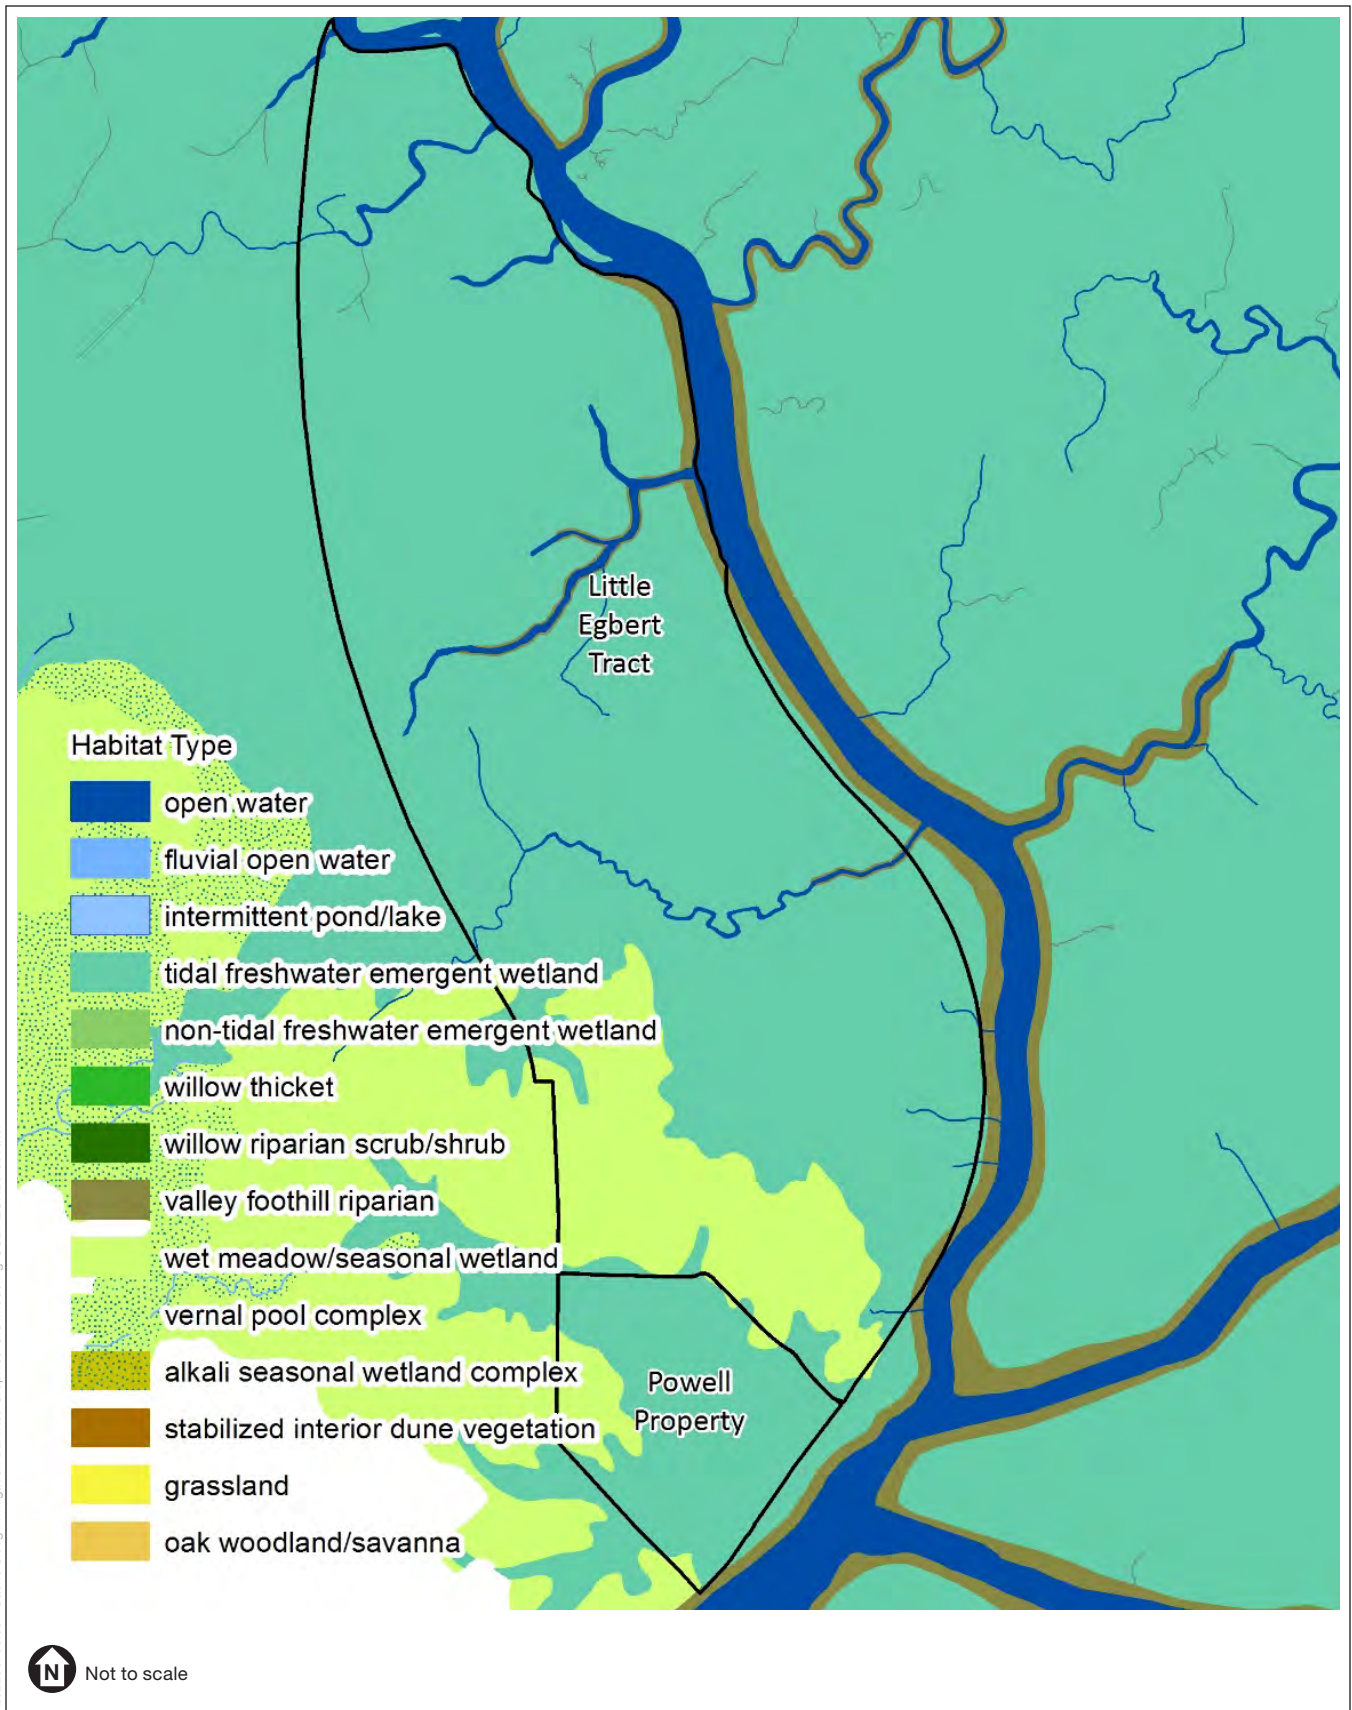 Little
Egbert
Tract
Habitat Type
open water
fluvial open water
intermittent pond/lake
tidal freshwater emergent wetland
non-tidal freshwater emergent wetland
willow thicket
willow riparian scrub/shrub
valley foothill riparian
wet meadow/seasonal wetland
vernal pool complex
alkali seasonal wetland complex
stabilized interior dune vegetation
grassland
oak woodland/savanna
Powell
Property
N
Not to scale